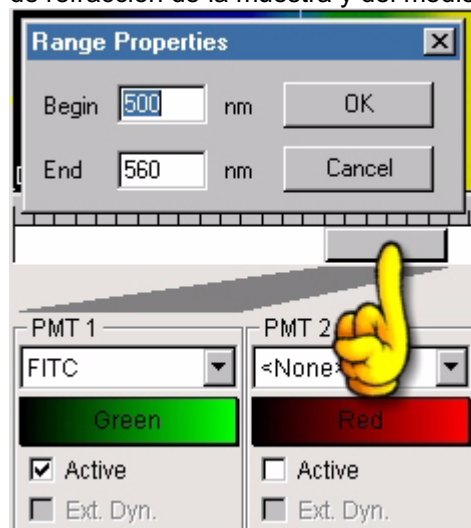 Range Properties
Begin 500 nm OK
End 560 nm Cancel
PMT 1 PMT 2
FITC
Green Red
Active Active
Ext. Dyn. Ext. Dyn.